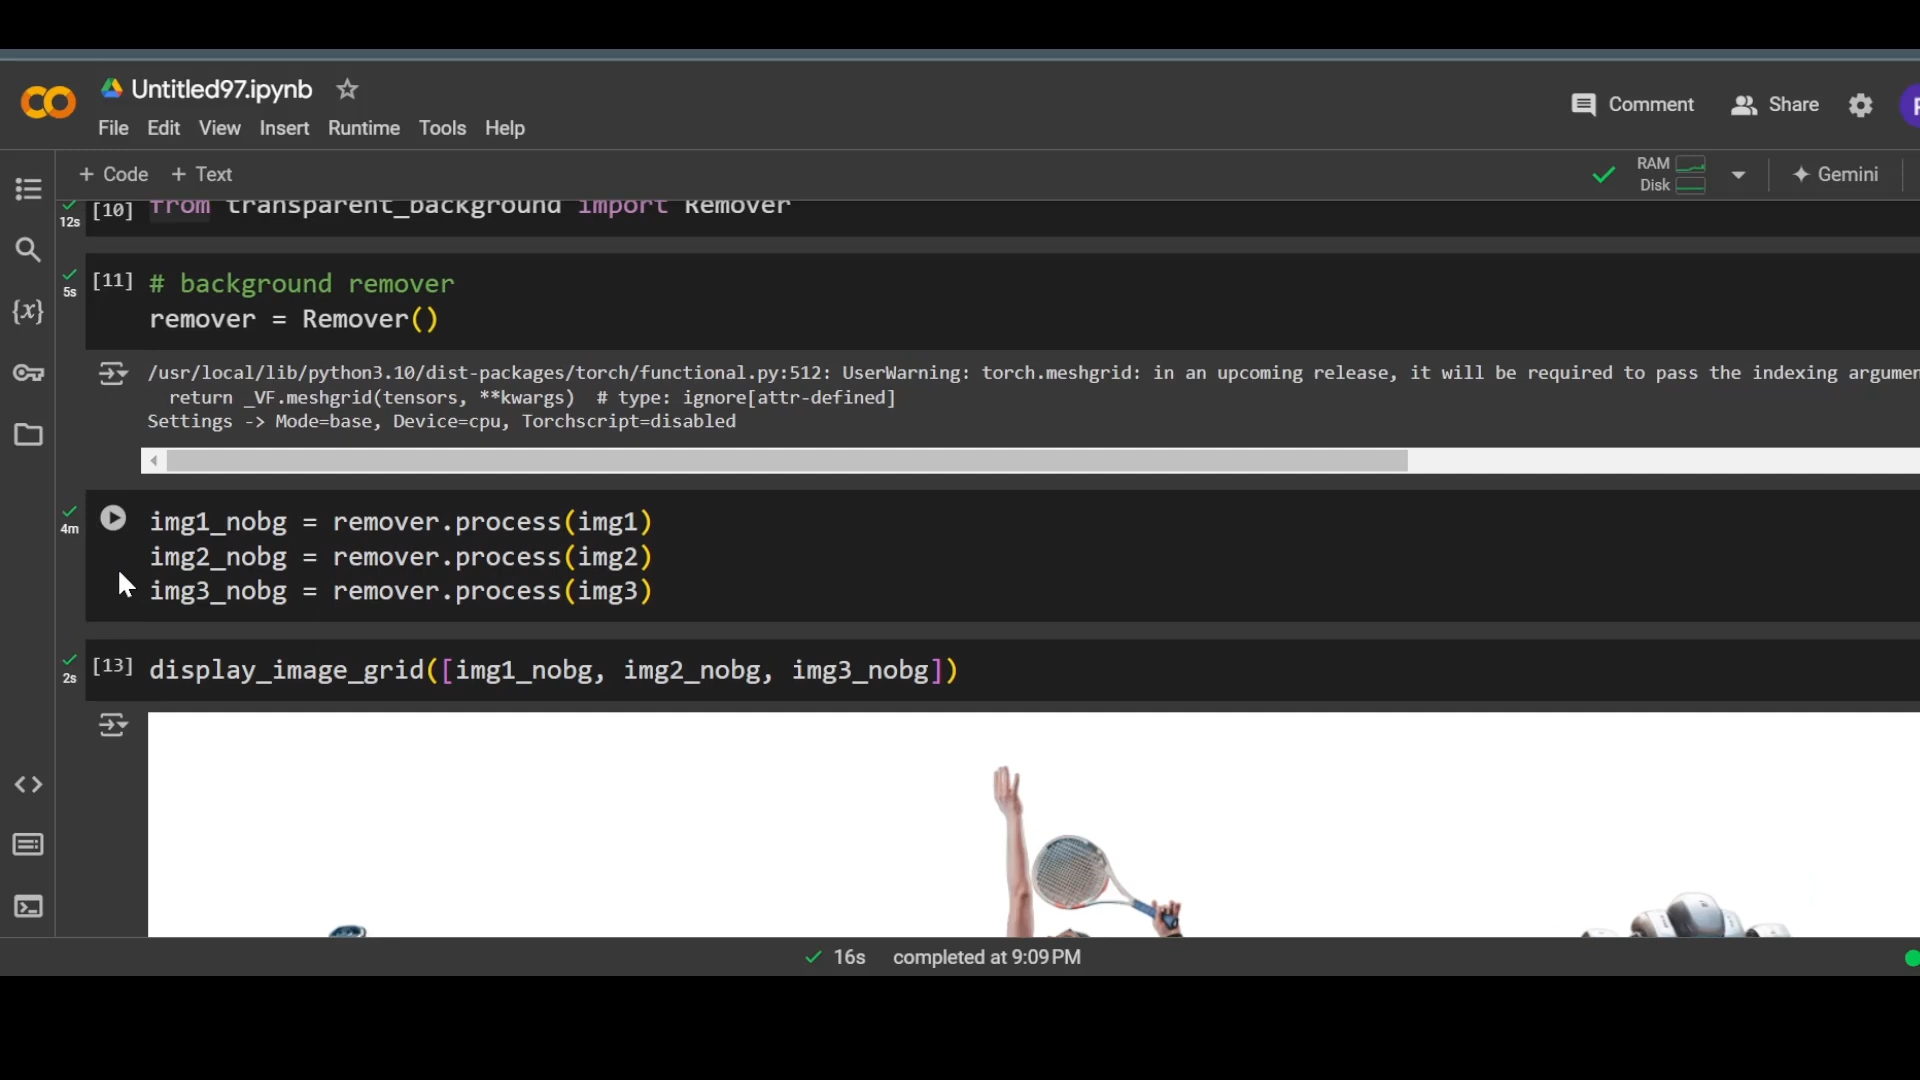 Untitled97.ipynb
Comment
Share
File Edit View Insert Runtime Tools Help
+ Code + Text
RAM
Disk
Gemini
12s
[10] from transparent_background import Remover
5s
[11] # background remover
remover = Remover()
{x}
/usr/local/lib/python3.10/dist-packages/torch/functional.py:512: UserWarning: torch.meshgrid: in an upcoming release, it will be required to pass the indexing argumen
return _VF.meshgrid(tensors, **kwargs)  # type: ignore[attr-defined]
Settings -> Mode=base, Device=cpu, Torchscript=disabled
4m
img1_nobg = remover.process(img1)
img2_nobg = remover.process(img2)
img3_nobg = remover.process(img3)
2s
[13] display_image_grid([img1_nobg, img2_nobg, img3_nobg])
16s completed at 9:09 PM